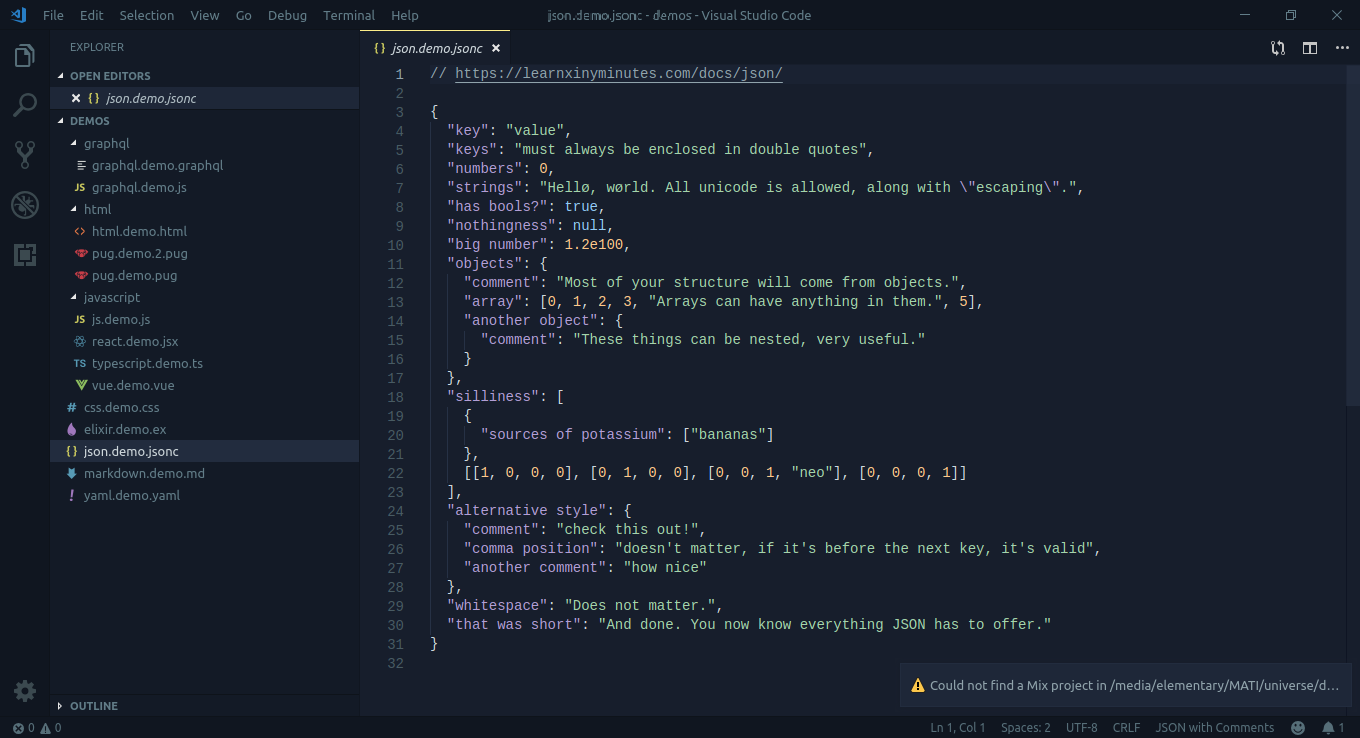 File Edit Selection View Go Debug Terminal Help
json.demo.jsonc - demos - Visual Studio Code
EXPLORER
OPEN EDITORS
{} json.demo.jsonc
DEMOS
graphql
graphql.demo.graphql
JS graphql.demo.js
html
<> html.demo.html
pug.demo.2.pug
pug.demo.pug
javascript
JS js.demo.js
react.demo.jsx
TS typescript.demo.ts
vue.demo.vue
# css.demo.css
elixir.demo.ex
{} json.demo.jsonc
markdown.demo.md
! yaml.demo.yaml
OUTLINE
{} json.demo.jsonc
1 // https://learnxinyminutes.com/docs/json/
2
3 {
4 "key": "value",
5 "keys": "must always be enclosed in double quotes",
6 "numbers": 0,
7 "strings": "Hellø, wørld. All unicode is allowed, along with \"escaping\".",
8 "has bools?": true,
9 "nothingness": null,
10 "big number": 1.2e100,
11 "objects": {
12 "comment": "Most of your structure will come from objects.",
13 "array": [0, 1, 2, 3, "Arrays can have anything in them.", 5],
14 "another object": {
15 "comment": "These things can be nested, very useful."
16 }
17 },
18 "silliness": [
19 {
20 "sources of potassium": ["bananas"]
21 },
22 [[1, 0, 0, 0], [0, 1, 0, 0], [0, 0, 1, "neo"], [0, 0, 0, 1]]
23 ],
24 "alternative style": {
25 "comment": "check this out!",
26 "comma position": "doesn't matter, if it's before the next key, it's valid",
27 "another comment": "how nice"
28 },
29 "whitespace": "Does not matter.",
30 "that was short": "And done. You now know everything JSON has to offer."
31 }
32
Could not find a Mix project in /media/elementary/MATI/universe/d...
0 0
Ln 1, Col 1 Spaces: 2 UTF-8 CRLF JSON with Comments 1